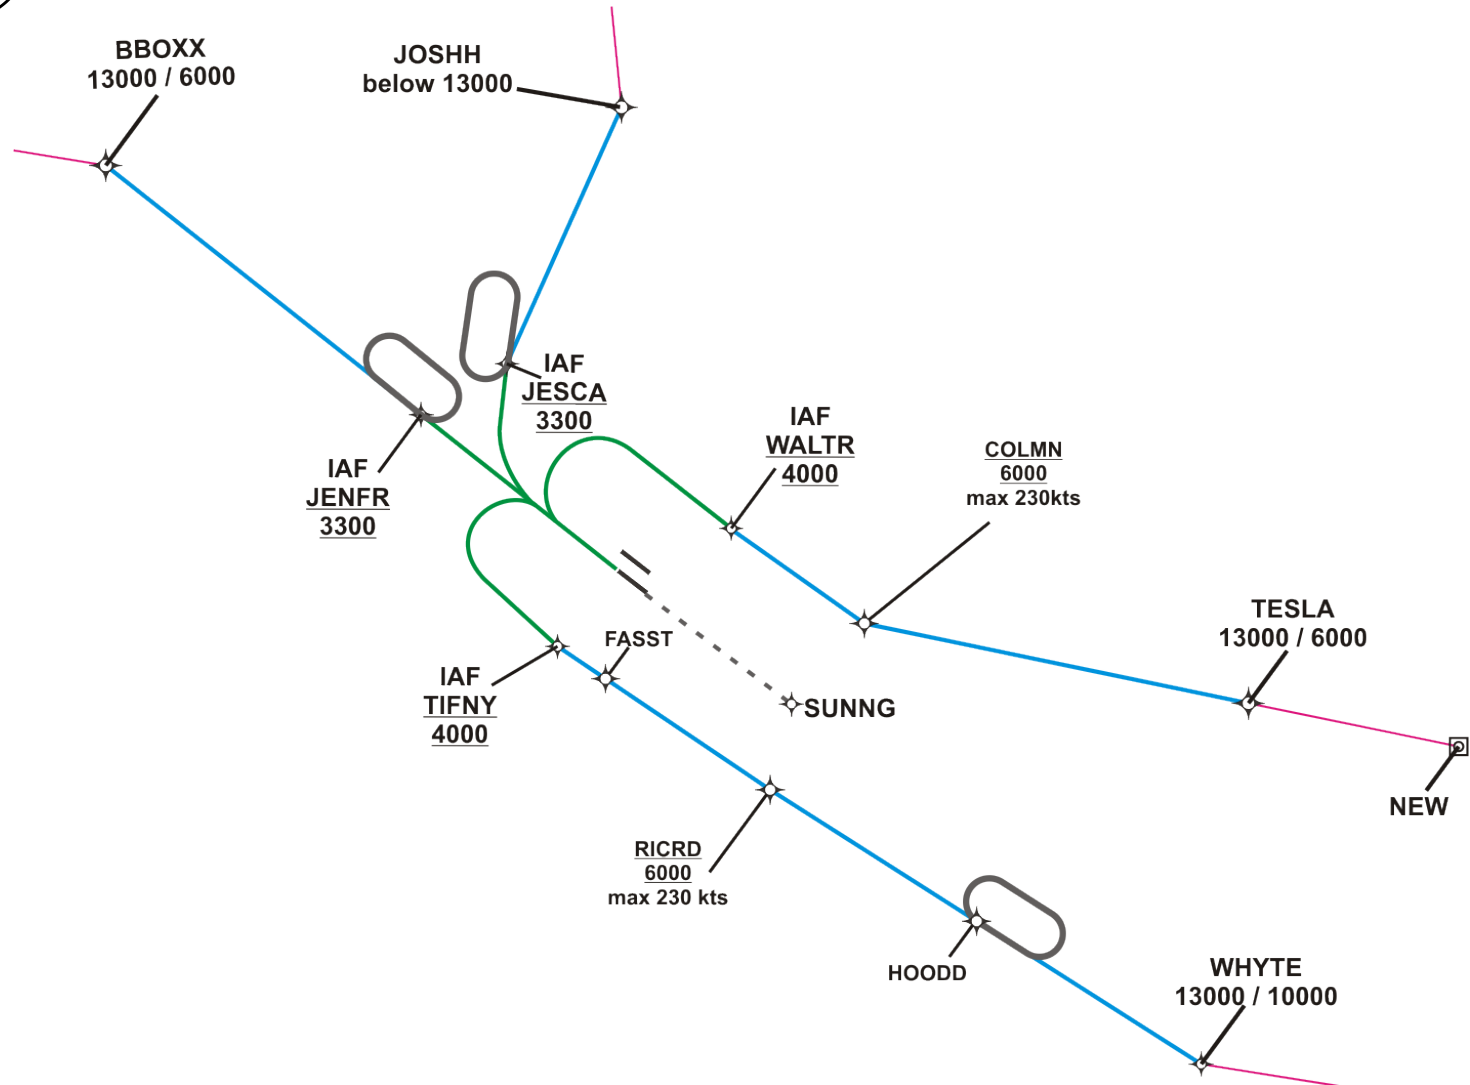 BBOXX
13000 / 6000
JOSHH
below 13000
IAF
JESCA
3300
IAF
WALTR
4000
COLMN
6000
max 230kts
IAF
JENFR
3300
TESLA
13000 / 6000
FASST
IAF
TIFNY
4000
SUNNG
NEW
RICRD
6000
max 230 kts
HOODD
WHYTE
13000 / 10000